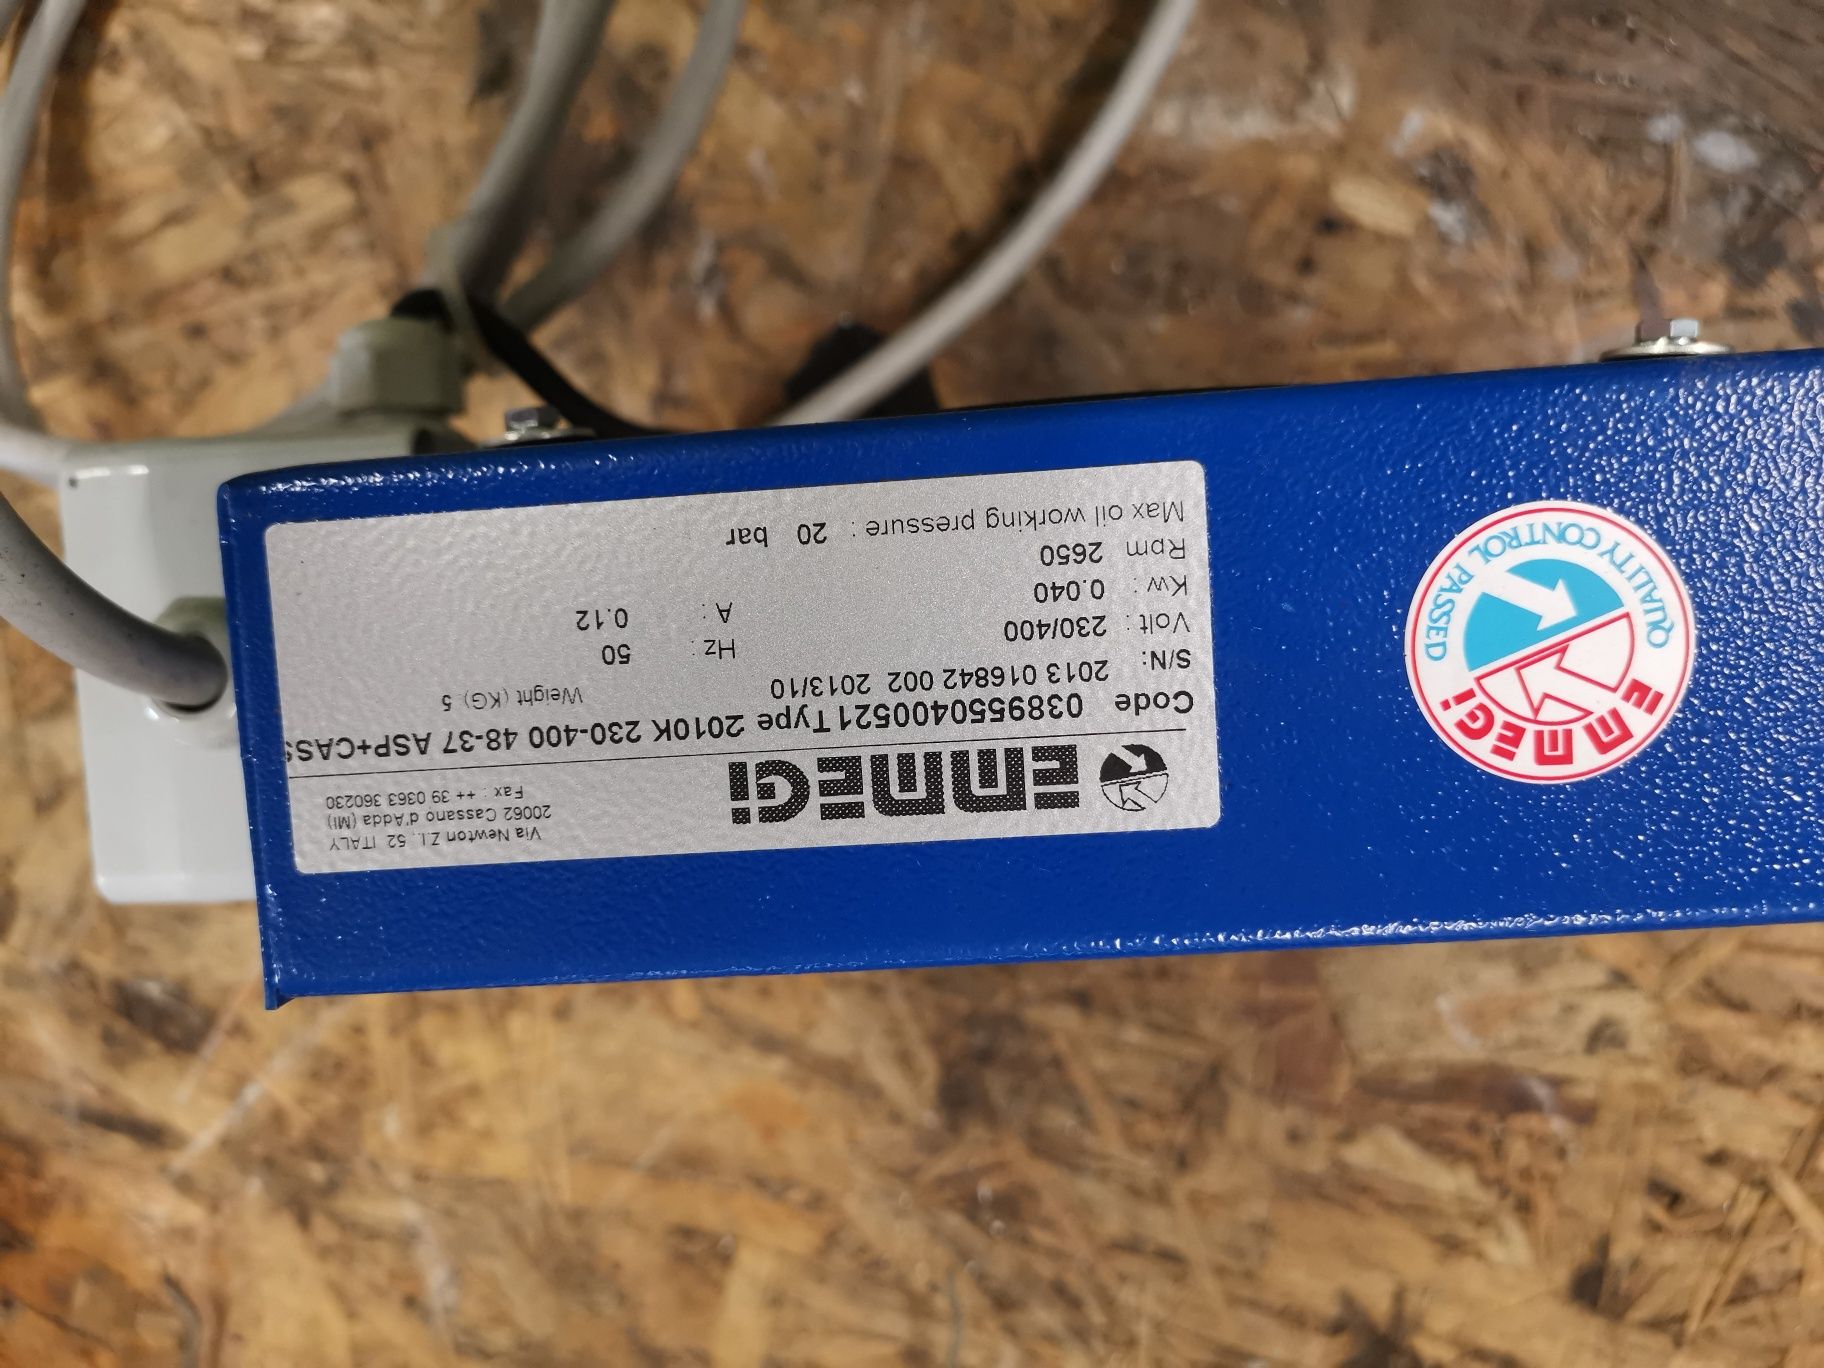 EMMEGI
Via Newton Z.I., 52 ITALY
20062 Cassano d'Adda (MI)
Fax : ++ 39 0363 360230
Code 0389550400521 Type 2010K 230-400 48-37 ASP+CASS
S/N: 2013 016842 002 2013/10 Weight (KG) 5
Volt : 230/400 Hz : 50
Kw : 0.040 A : 0.12
Rpm 2650
Max oil working pressure : 20 bar
EMMEGI
QUALITY CONTROL PASSED